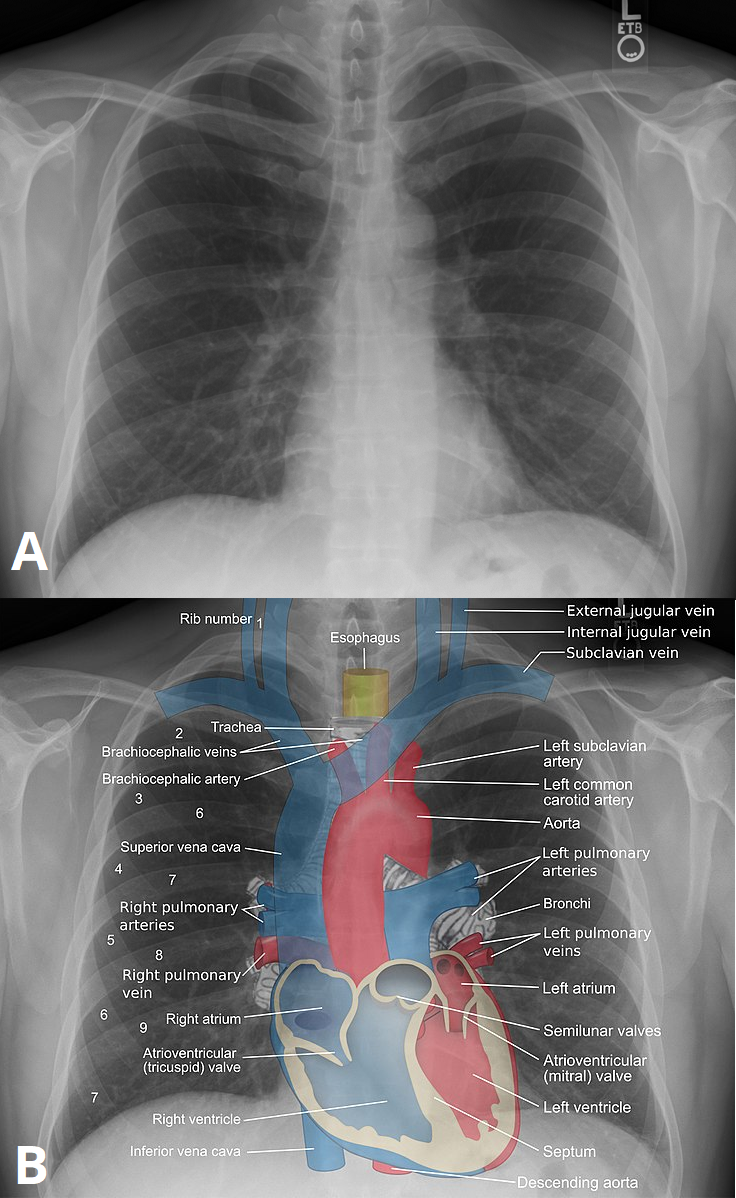 L
ETB
A
Rib number 1
External jugular vein
Internal jugular vein
Esophagus
Subclavian vein
2
Trachea
Brachiocephalic veins
Left subclavian
artery
Brachiocephalic artery
Left common
carotid artery
3
6
Aorta
Superior vena cava
Left pulmonary
arteries
4
7
Right pulmonary
arteries
Bronchi
5
Left pulmonary
veins
8
Right pulmonary
vein
Left atrium
6
9
Right atrium
Semilunar valves
Atrioventricular
(tricuspid) valve
Atrioventricular
(mitral) valve
7
Left ventricle
Right ventricle
Inferior vena cava
Septum
B
Descending aorta